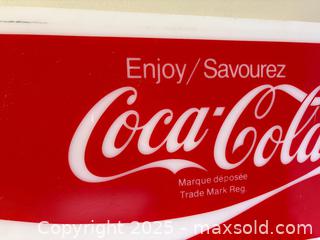 Enjoy/Savourez
Coca-Cola
Marque déposée
Trade Mark Reg.
Copyright 2025 - maxsold.com